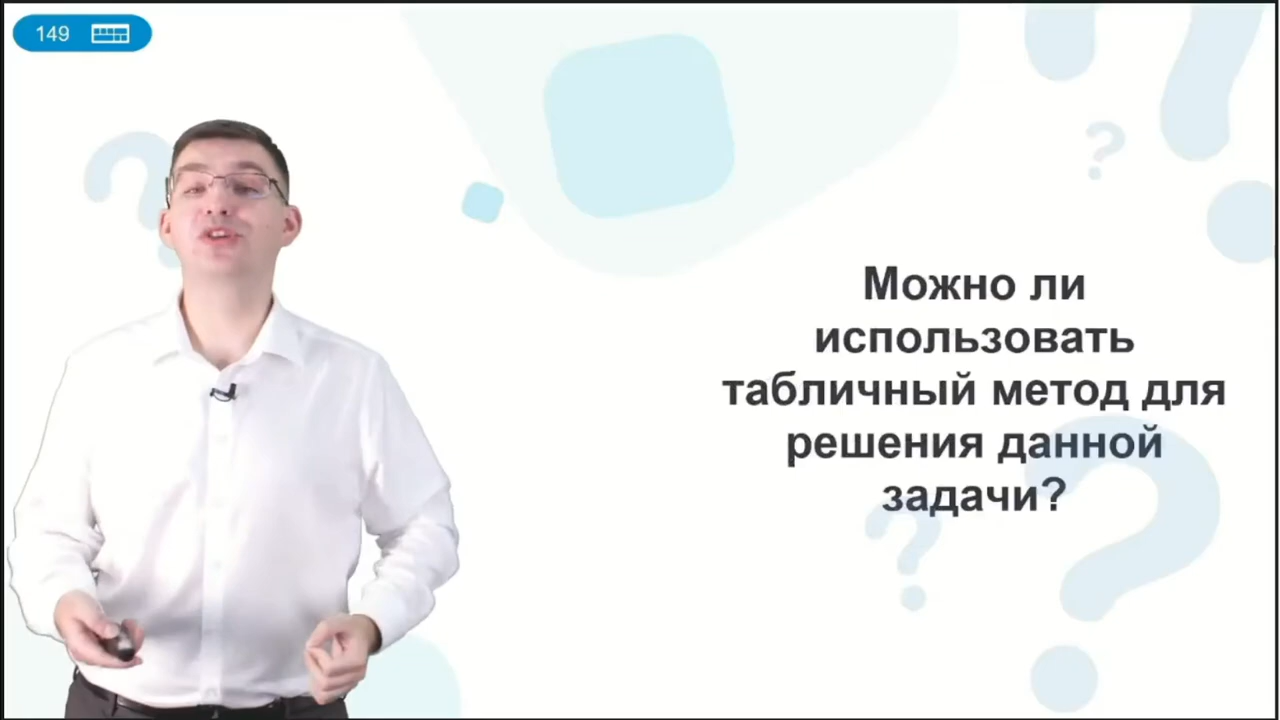 149
Можно ли
использовать
табличный метод для
решения данной
задачи?